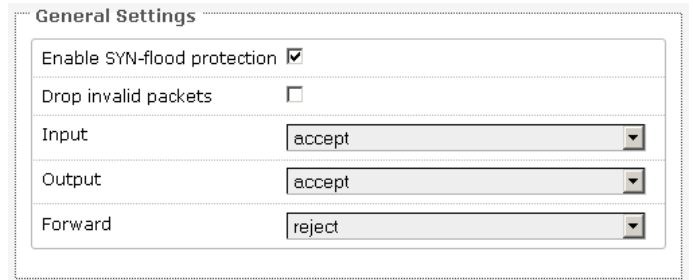 General Settings
Enable SYN-flood protection
Drop invalid packets
Input accept
Output accept
Forward reject